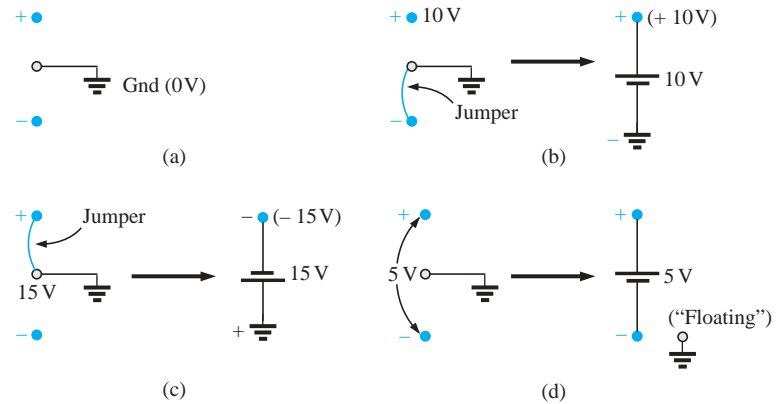 +
Gnd (0V)
–
(a)
+ 10 V
Jumper
–
(+ 10V)
+
10 V
–
(b)
+
Jumper
15 V
–
– (– 15V)
15 V
+
(c)
+
5 V
–
+
5 V
–
("Floating")
(d)